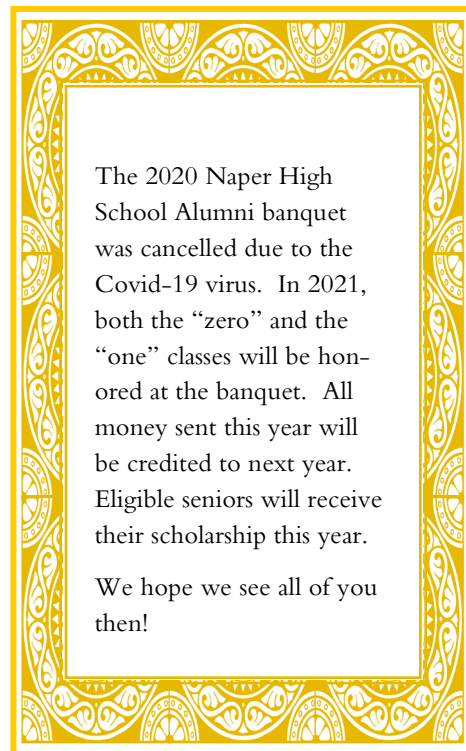 The 2020 Naper High
School Alumni banquet
was cancelled due to the
Covid-19 virus.  In 2021,
both the “zero” and the
“one” classes will be hon-
ored at the banquet.  All
money sent this year will
be credited to next year.
Eligible seniors will receive
their scholarship this year.
We hope we see all of you
then!